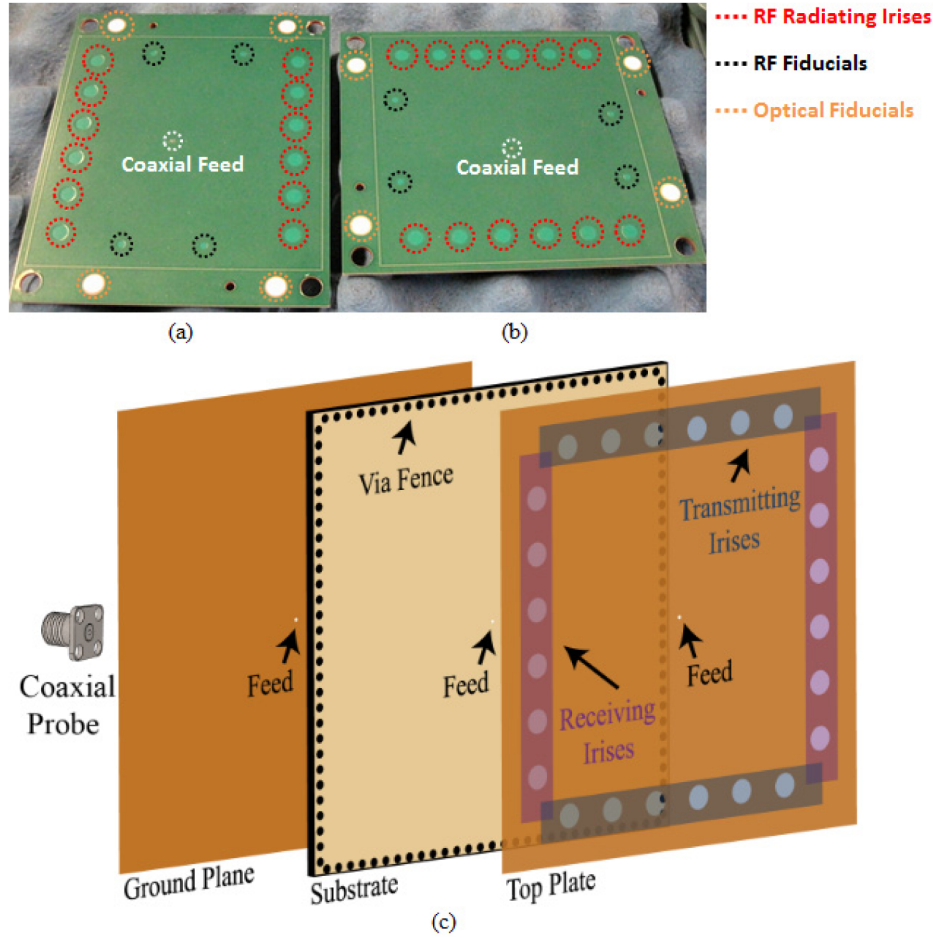 RF Radiating Irises
RF Fiducials
Optical Fiducials
Coaxial Feed
Coaxial Feed
(a)
(b)
Via Fence
Transmitting
Irises
Feed
Feed
Feed
Coaxial
Probe
Receiving
Irises
Ground Plane
Substrate
Top Plate
(c)